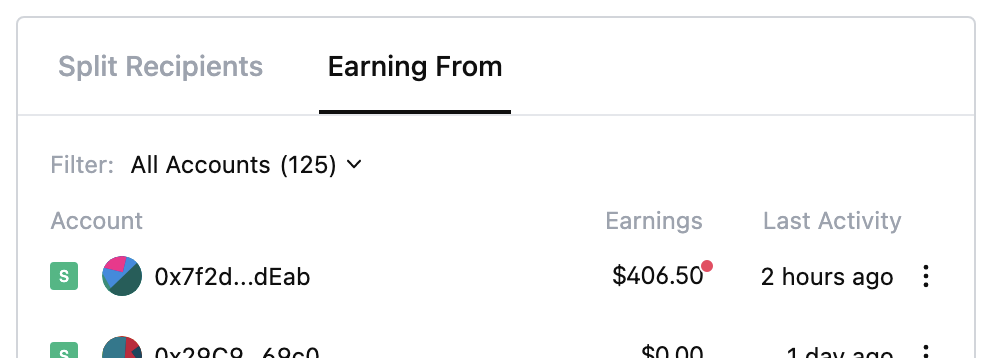 Split Recipients Earning From
Filter: All Accounts (125)
Account Earnings Last Activity
S 0x7f2d...dEab $406.50 2 hours ago
S 0x29C9...69c0 $0.00 1 day ago